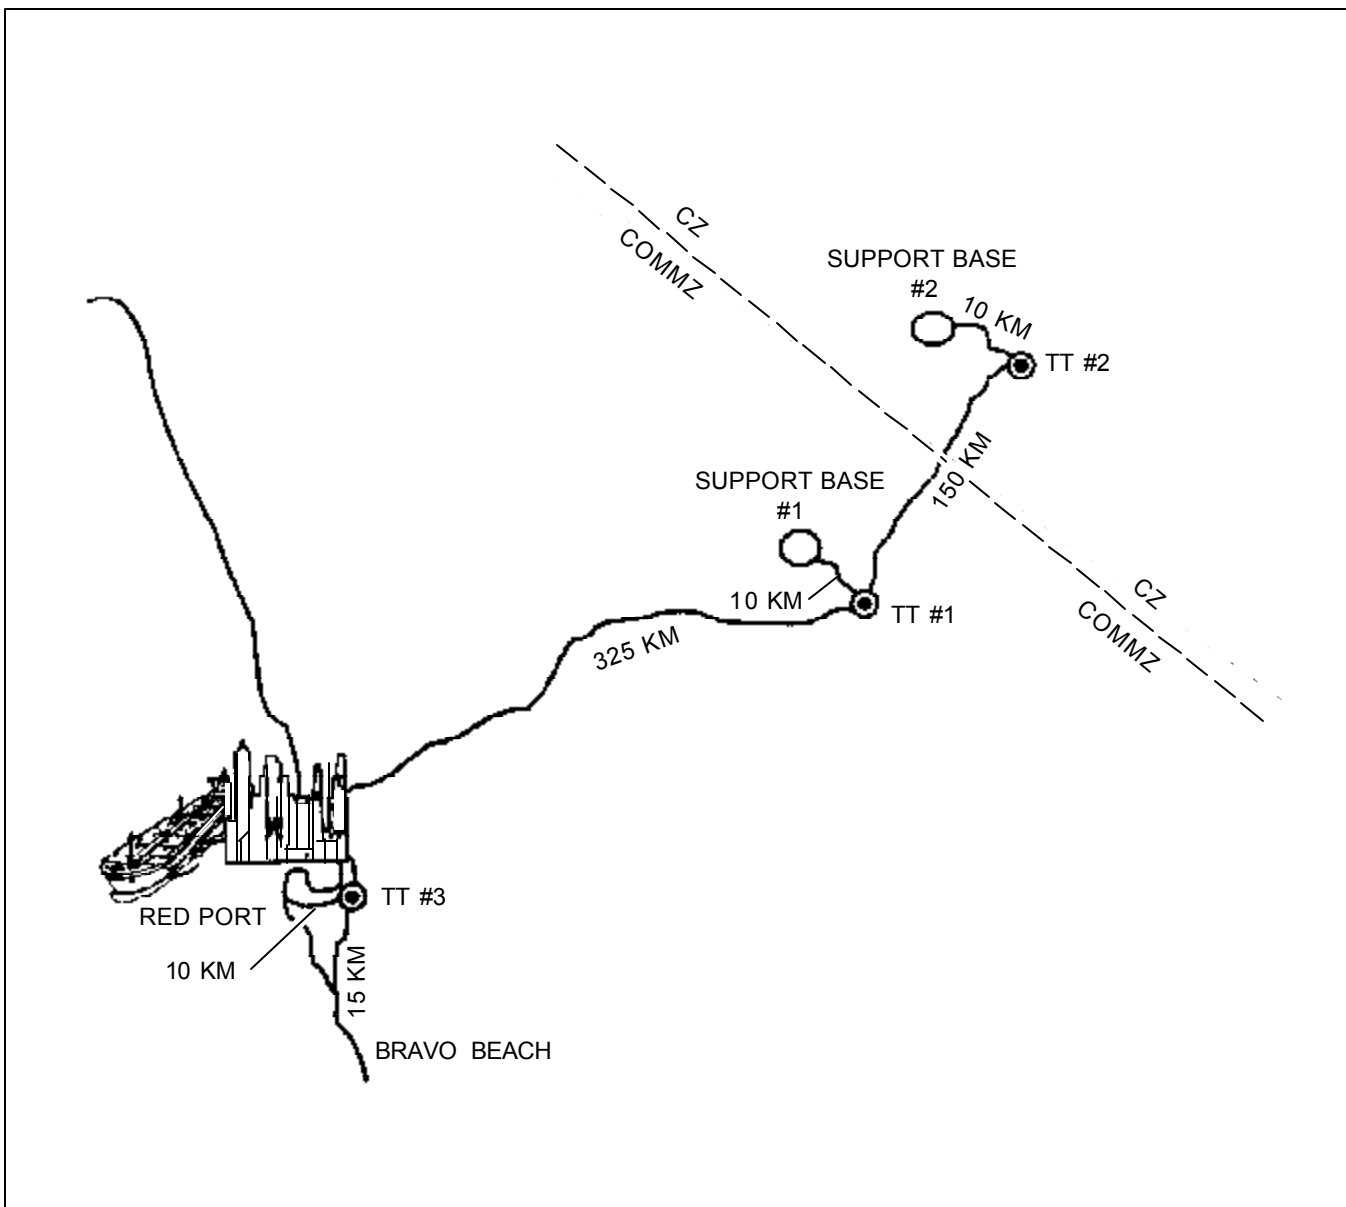 CZ
COMMZ
SUPPORT BASE
#2
10 KM
TT #2
150 KM
SUPPORT BASE
#1
10 KM
TT #1
CZ
COMMZ
325 KM
TT #3
RED PORT
10 KM
15 KM
BRAVO BEACH